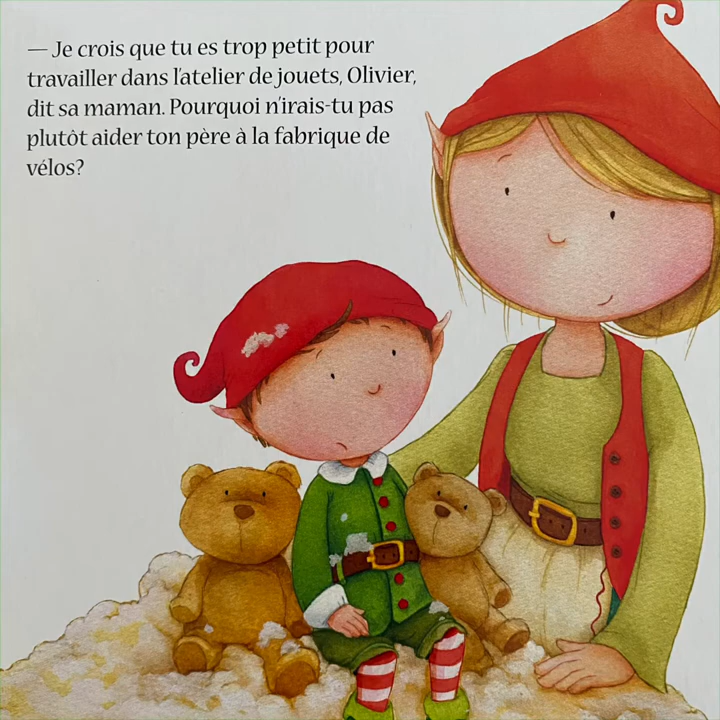 — Je crois que tu es trop petit pour
travailler dans l'atelier de jouets, Olivier,
dit sa maman. Pourquoi n'irais-tu pas
plutôt aider ton père à la fabrique de
vélos?